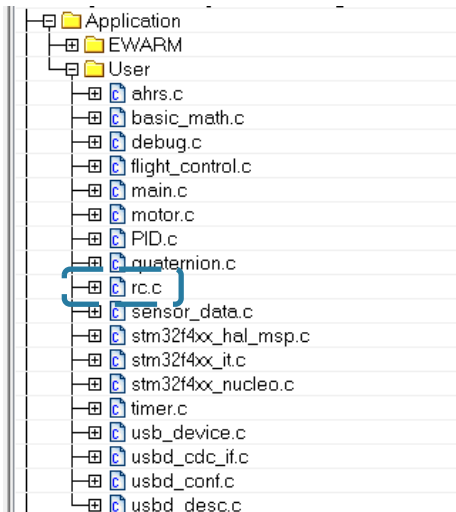 Application
EWARM
User
ahrs.c
basic_math.c
debug.c
flight_control.c
main.c
motor.c
PID.c
quaternion.c
rc.c
sensor_data.c
stm32f4xx_hal_msp.c
stm32f4xx_it.c
stm32f4xx_nucleo.c
timer.c
usb_device.c
usbd_cdc_if.c
usbd_conf.c
usbd_desc.c